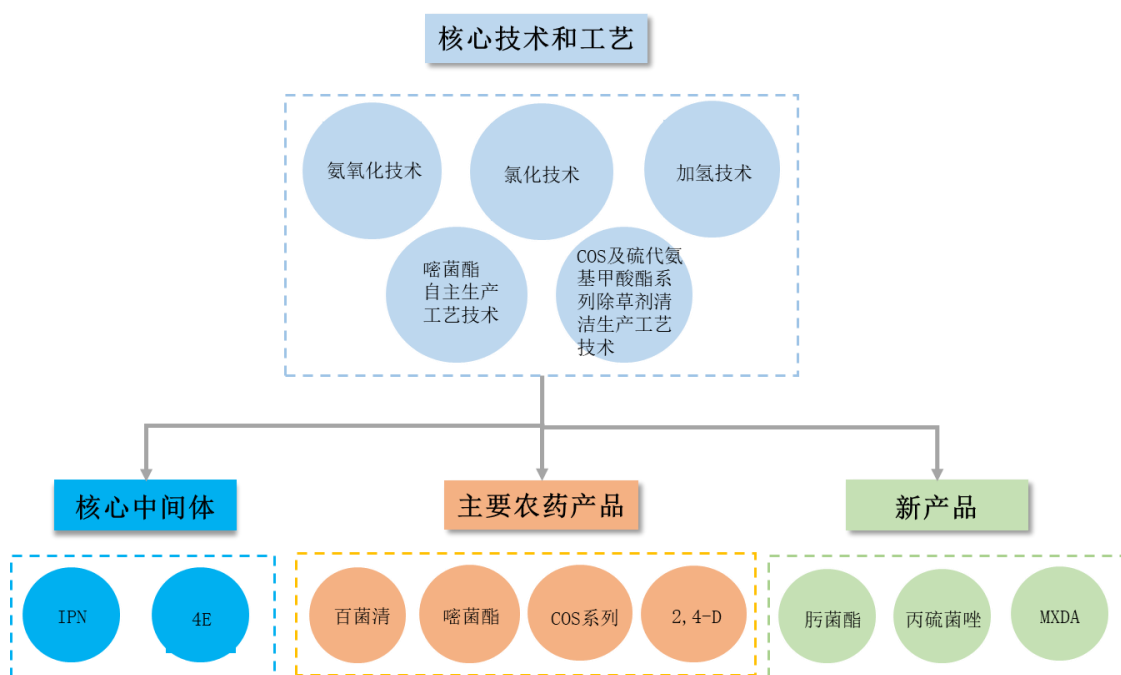 核心技术和工艺
氨氧化技术
氯化技术
加氢技术
嘧菌酯
自主生产
工艺技术
COS及硫代氨
基甲酸酯系
列除草剂清
洁生产工艺
技术
核心中间体
主要农药产品
新产品
IPN
4E
百菌清
嘧菌酯
COS系列
2,4-D
肟菌酯
丙硫菌唑
MXDA